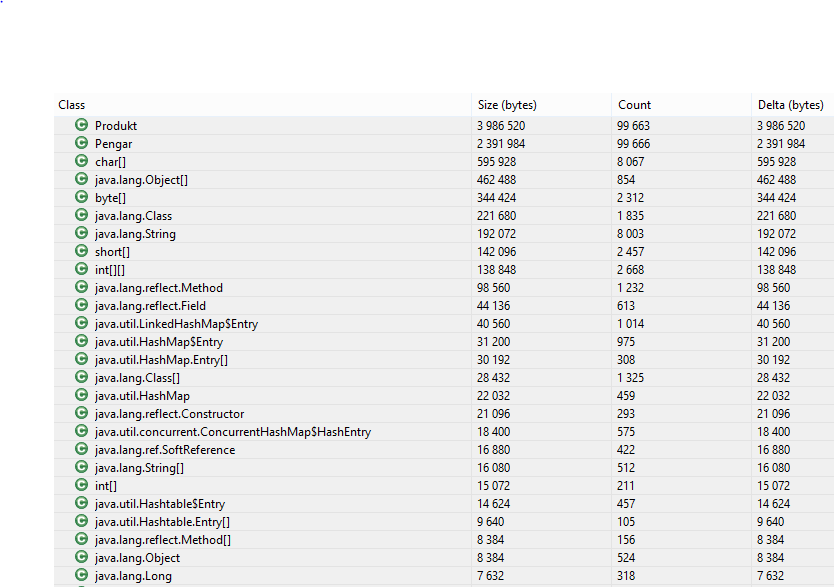 Class Size (bytes) Count Delta (bytes)
Produkt 3 986 520 99 663 3 986 520
Pengar 2 391 984 99 666 2 391 984
char[] 595 928 8 067 595 928
java.lang.Object[] 462 488 854 462 488
byte[] 344 424 2 312 344 424
java.lang.Class 221 680 1 835 221 680
java.lang.String 192 072 8 003 192 072
short[] 142 096 2 457 142 096
int[][] 138 848 2 668 138 848
java.lang.reflect.Method 98 560 1 232 98 560
java.lang.reflect.Field 44 136 613 44 136
java.util.LinkedHashMap$Entry 40 560 1 014 40 560
java.util.HashMap$Entry 31 200 975 31 200
java.util.HashMap.Entry[] 30 192 308 30 192
java.lang.Class[] 28 432 1 325 28 432
java.util.HashMap 22 032 459 22 032
java.lang.reflect.Constructor 21 096 293 21 096
java.util.concurrent.ConcurrentHashMap$HashEntry 18 400 575 18 400
java.lang.ref.SoftReference 16 880 422 16 880
java.lang.String[] 16 080 512 16 080
int[] 15 072 211 15 072
java.util.Hashtable$Entry 14 624 457 14 624
java.util.Hashtable.Entry[] 9 640 105 9 640
java.lang.reflect.Method[] 8 384 156 8 384
java.lang.Object 8 384 524 8 384
java.lang.Long 7 632 318 7 632